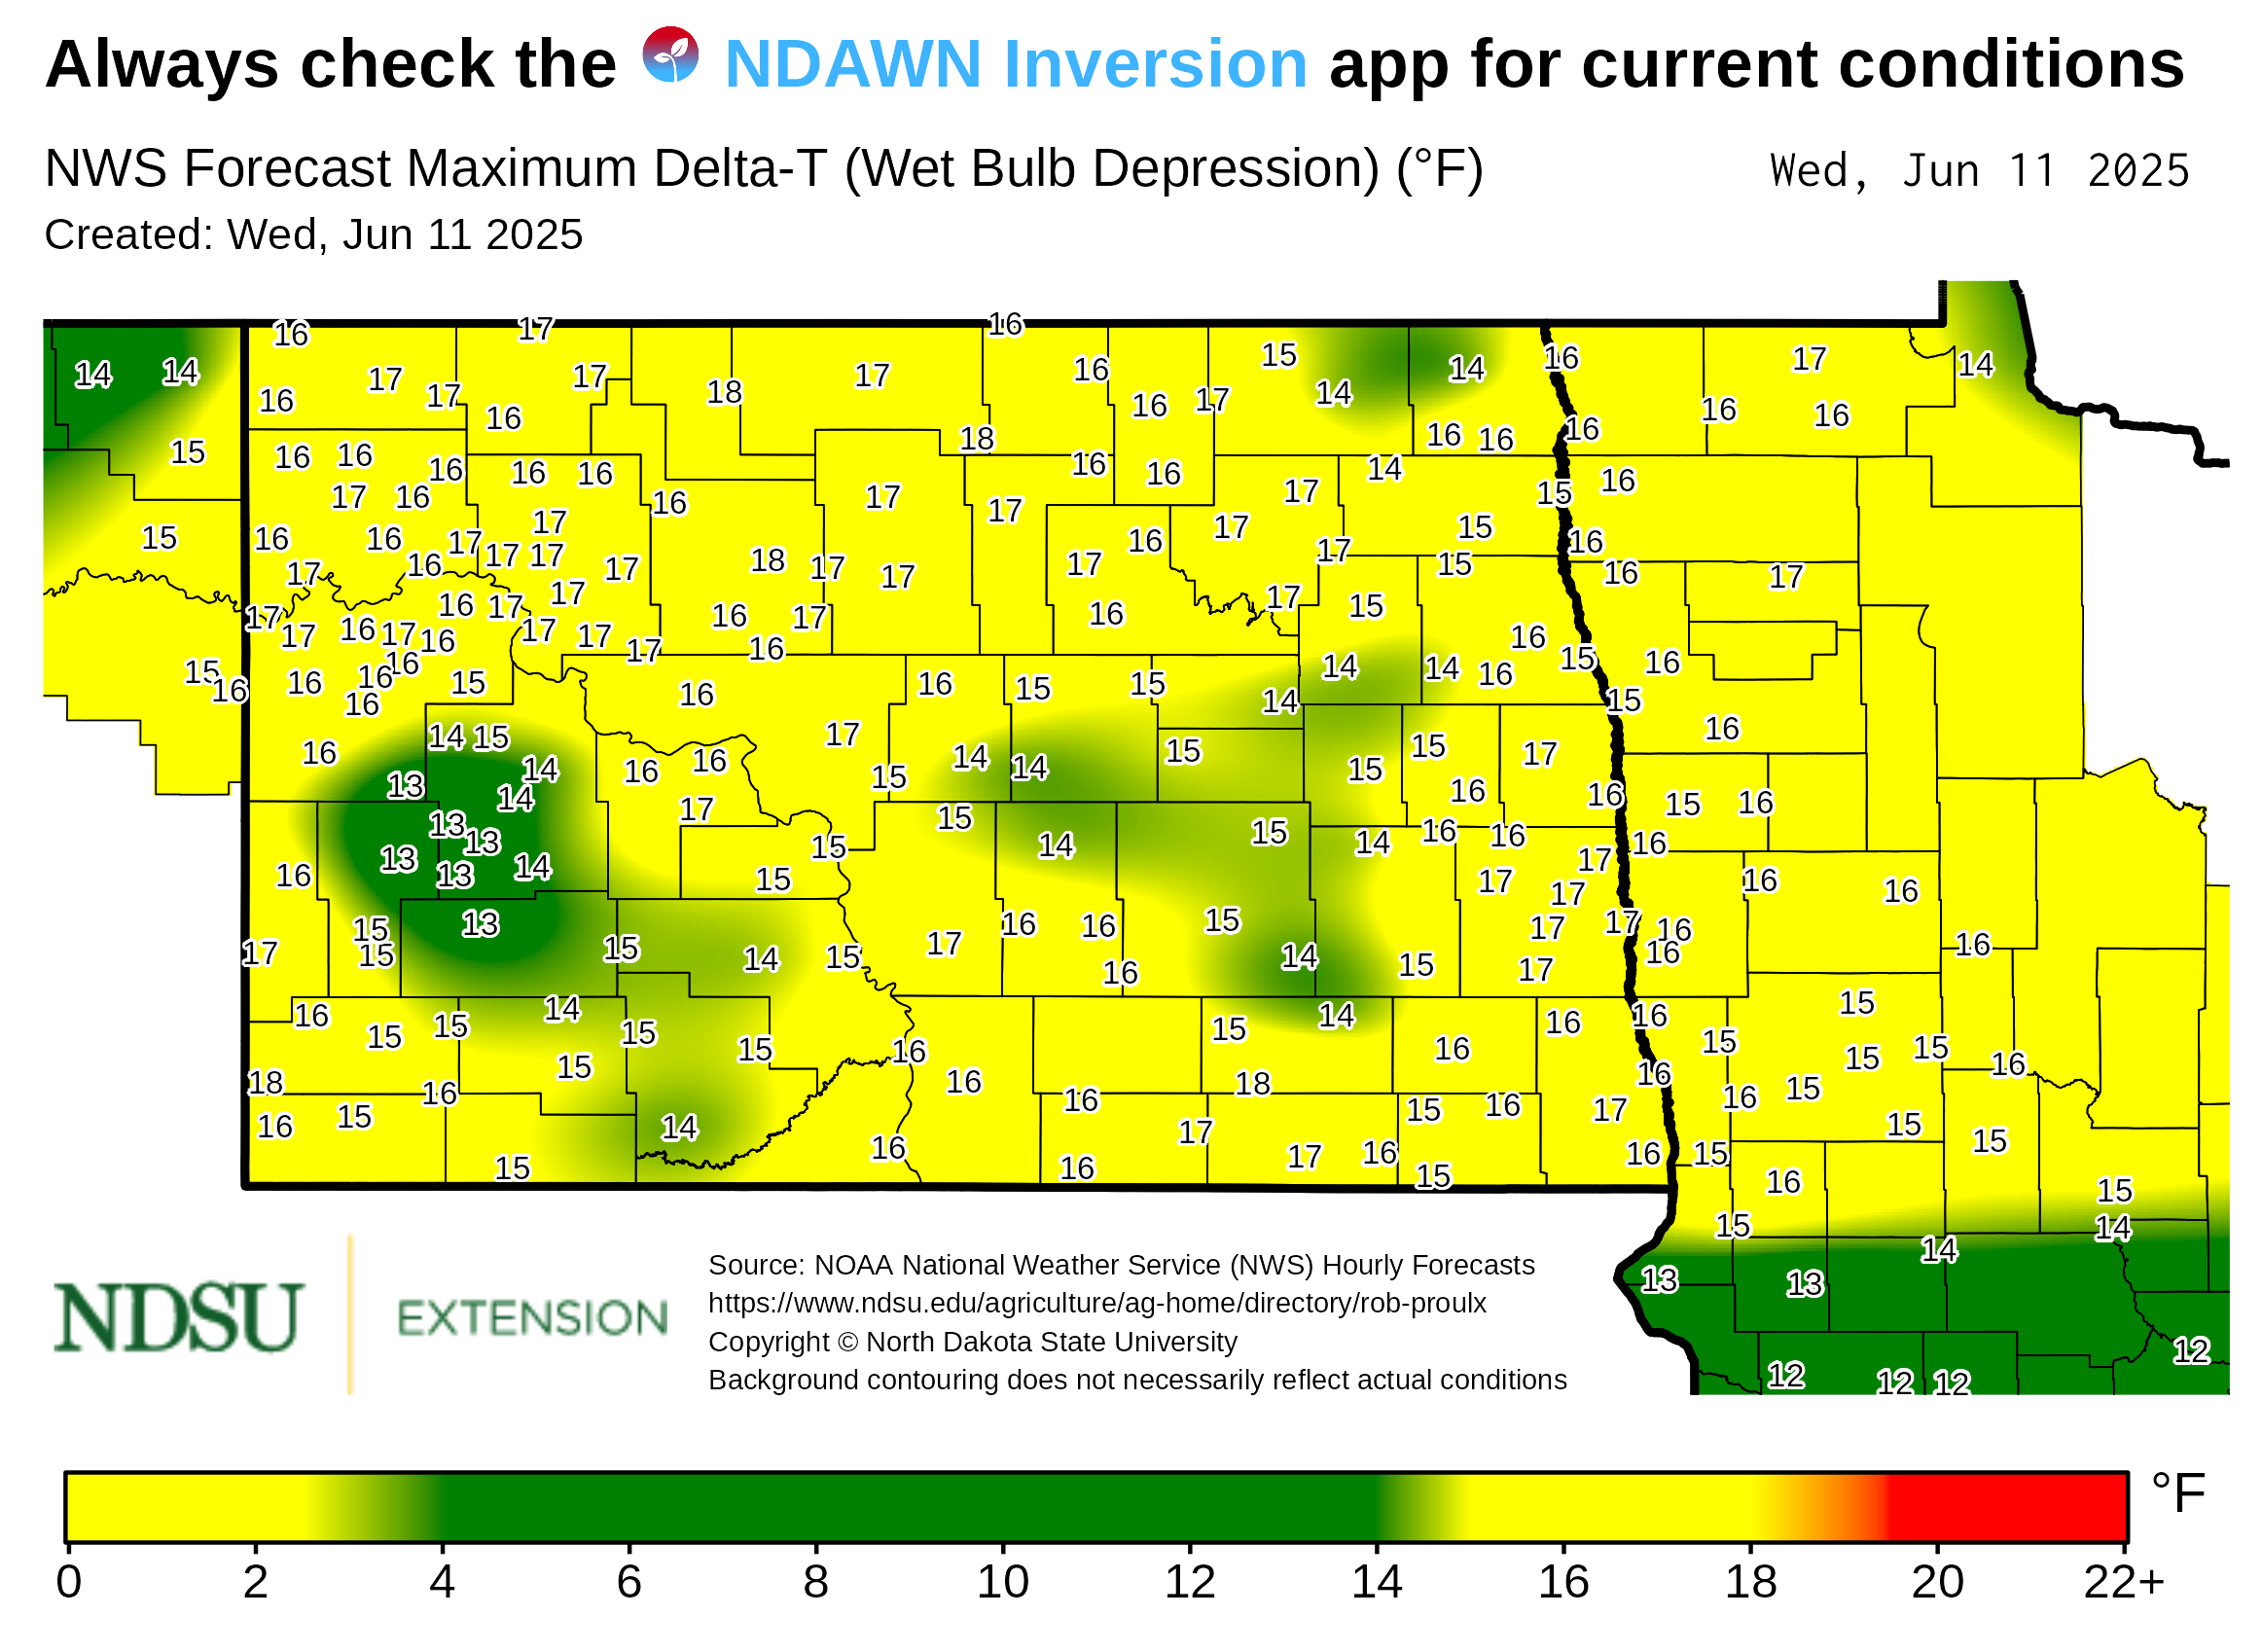 Always check the NDAWN Inversion app for current conditions
NWS Forecast Maximum Delta-T (Wet Bulb Depression) (°F) Wed, Jun 11 2025
Created: Wed, Jun 11 2025
16 17 16
14 14 16 17 17 17 18 17 16 16 17 15 14 14 16 17 14
16 16 18 16 16 16 16 16 16
15 16 16 16 16 16 16 16 14 16
17 16 16 17 17 17 15
15 16 16 17 17 17 17 16 17 15 16
17 16 17 18 17 17 17 17 15 16 17
17 16 17 17 16 17 16 17 15
17 16 17 16 17 17 17 16 16 15 16
15 16 16 16 16 15 16 16 15 15 14 14 16
16 14 15
16 14 15 17 16 16 14 14 15 15 15 17 16
13 14 14 16 15 16 16 15 16
13 13 17 15 15 16 16 16
16 13 13 14 15 15 14 14 17 17 16 16
15 13 16 16 15 17 17 17 16
17 15 15 14 15 17 16 14 15 17 16 16
16 14 14 16 16 15
15 15 15 15 16 15 16 15 15 15 16
18 16 15 16 18 16 15
16 15 16 15 16 17 16 15
14 16 17 17 16 16 15 15
15 16 15 16 15
15 14
14
13 13
12
12 12 12
NDSU EXTENSION
Source: NOAA National Weather Service (NWS) Hourly Forecasts
https://www.ndsu.edu/agriculture/ag-home/directory/rob-proulx
Copyright © North Dakota State University
Background contouring does not necessarily reflect actual conditions
°F
0 2 4 6 8 10 12 14 16 18 20 22+